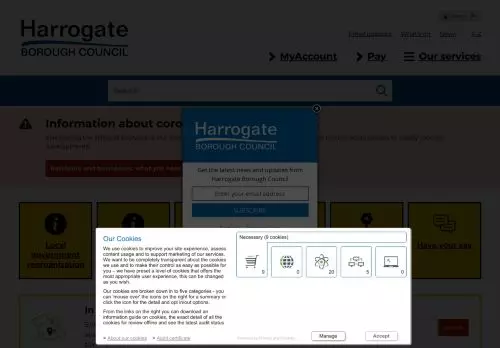 Harrogate
BOROUGH COUNCIL
Email updates
What's on
News
A-Z
MyAccount
Pay
Our services
Search
Information about coro
Harrogate
BOROUGH COUNCIL
Get the latest news and updates from
Harrogate Borough Council
Enter your email address
SUBSCRIBE
Local
government
reorganisation
Have your say
In
Our Cookies
We use cookies to improve your site experience, assess
content usage and to support marketing of our services.
We want to be completely transparent about the cookies
we use and to make their control as easy as possible for
you – we have preset a level of cookies that offers the
most appropriate user experience, this can be changed
as you wish.
Our cookies are broken down in to five categories - you
can 'mouse over' the icons on the right for a summary or
click the icon for the detail and opt in/out options.
From the links on the right you can download an
information guide on cookies, the exact detail of all the
cookies for review offline and see the latest audit status
About our cookies
Audit certificate
Necessary (9 cookies)
9
0
20
5
0
Manage
Accept